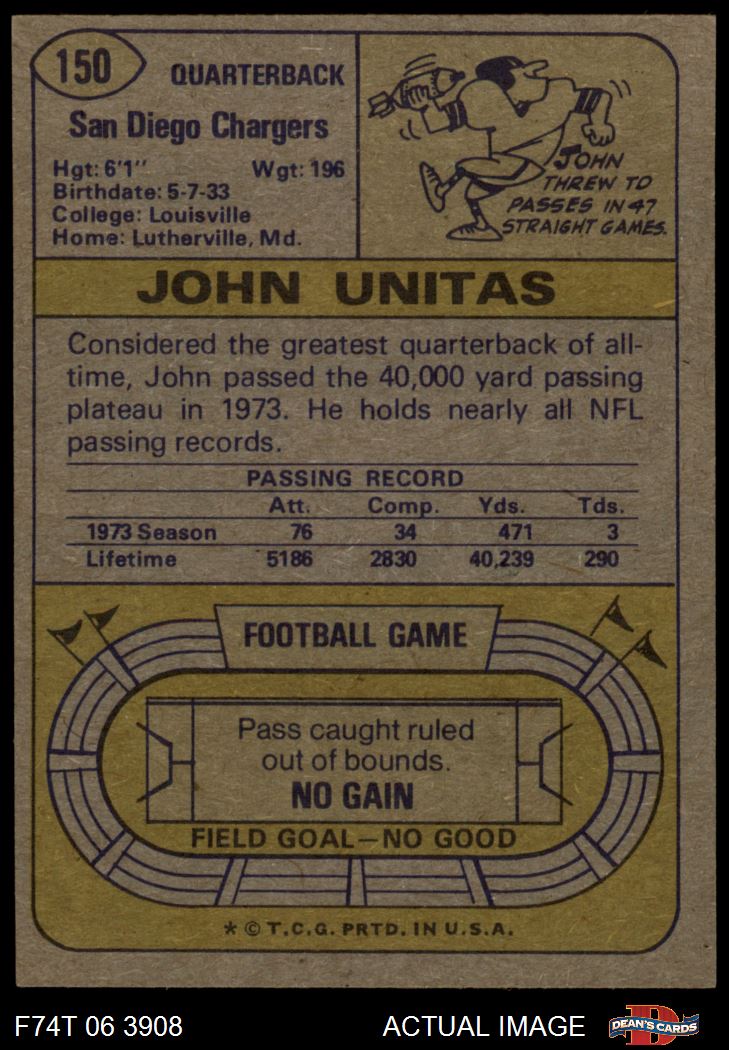 150
QUARTERBACK
San Diego Chargers
Hgt: 6'1" Wgt: 196
Birthdate: 5-7-33
College: Louisville
Home: Lutherville, Md.
JOHN
THREW TD
PASSES IN 47
STRAIGHT GAMES.
JOHN UNITAS
Considered the greatest quarterback of all-
time, John passed the 40,000 yard passing
plateau in 1973. He holds nearly all NFL
passing records.
PASSING RECORD
Att. Comp. Yds. Tds.
1973 Season 76 34 471 3
Lifetime 5186 2830 40,239 290
FOOTBALL GAME
Pass caught ruled
out of bounds.
NO GAIN
FIELD GOAL—NO GOOD
* © T.C.G. PRTD. IN U.S.A.
F74T 06 3908 ACTUAL IMAGE
D
DEAN'S CARDS